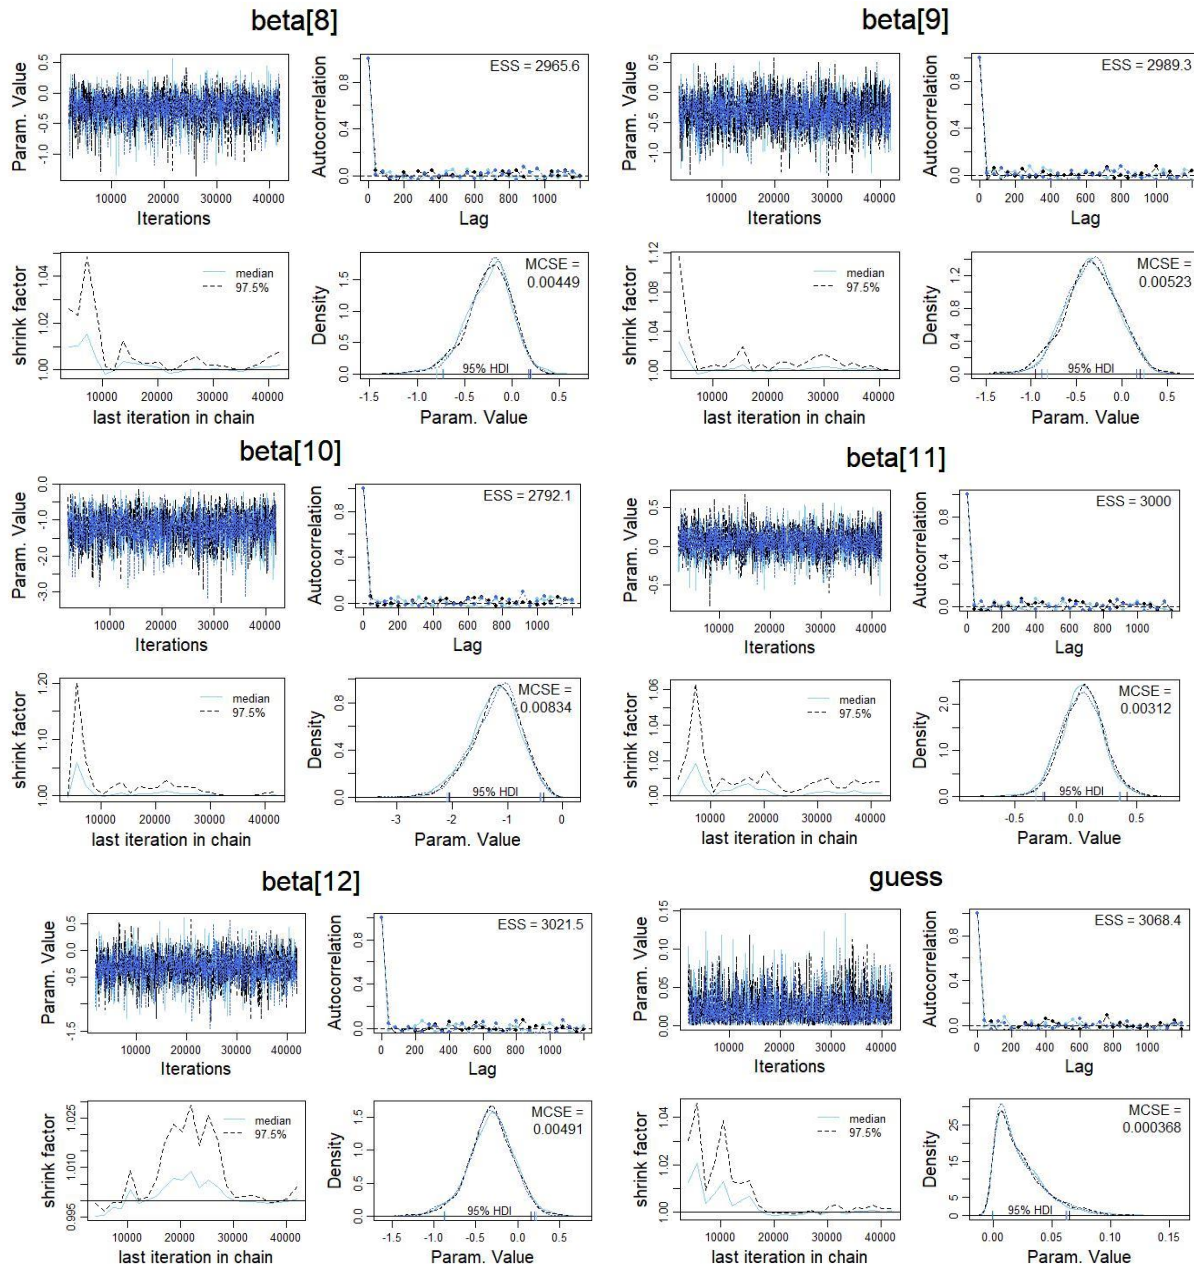 beta[8]
Param. Value
0.5
0.0
-0.5
-1.0
10000 20000 30000 40000
Iterations
Autocorrelation
0.8
0.4
0.0
ESS = 2965.6
0 200 400 600 800 1000
Lag
shrink factor
1.04
1.02
1.00
median
97.5%
10000 20000 30000 40000
last iteration in chain
Density
1.5
1.0
0.5
0.0
MCSE =
0.00449
95% HDI
-1.5 -1.0 -0.5 0.0 0.5
Param. Value
beta[9]
Param. Value
0.5
0.0
-0.5
-1.0
10000 20000 30000 40000
Iterations
Autocorrelation
0.8
0.4
0.0
ESS = 2989.3
0 200 400 600 800 1000
Lag
shrink factor
1.12
1.10
1.08
1.06
1.04
1.02
1.00
median
97.5%
10000 20000 30000 40000
last iteration in chain
Density
1.2
0.8
0.4
0.0
MCSE =
0.00523
95% HDI
-1.5 -1.0 -0.5 0.0 0.5
Param. Value
beta[10]
Param. Value
0.0
-1.0
-2.0
-3.0
10000 20000 30000 40000
Iterations
Autocorrelation
0.8
0.4
0.0
ESS = 2792.1
0 200 400 600 800 1000
Lag
shrink factor
1.20
1.10
1.00
median
97.5%
10000 20000 30000 40000
last iteration in chain
Density
0.8
0.4
0.0
MCSE =
0.00834
95% HDI
-3 -2 -1 0
Param. Value
beta[11]
Param. Value
0.5
0.0
-0.5
10000 20000 30000 40000
Iterations
Autocorrelation
0.8
0.4
0.0
ESS = 3000
0 200 400 600 800 1000
Lag
shrink factor
1.06
1.04
1.02
1.00
median
97.5%
10000 20000 30000 40000
last iteration in chain
Density
2.0
1.0
0.0
MCSE =
0.00312
95% HDI
-0.5 0.0 0.5
Param. Value
beta[12]
Param. Value
0.5
-0.5
-1.5
10000 20000 30000 40000
Iterations
Autocorrelation
0.8
0.4
0.0
ESS = 3021.5
0 200 400 600 800 1000
Lag
shrink factor
1.025
1.010
0.995
median
97.5%
10000 20000 30000 40000
last iteration in chain
Density
1.5
1.0
0.5
0.0
MCSE =
0.00491
95% HDI
-1.5 -1.0 -0.5 0.0 0.5
Param. Value
guess
Param. Value
0.15
0.10
0.05
0.00
10000 20000 30000 40000
Iterations
Autocorrelation
0.8
0.4
0.0
ESS = 3068.4
0 200 400 600 800 1000
Lag
shrink factor
1.04
1.02
1.00
median
97.5%
10000 20000 30000 40000
last iteration in chain
Density
25
15
5
0
MCSE =
0.000368
95% HDI
0.00 0.05 0.10 0.15
Param. Value